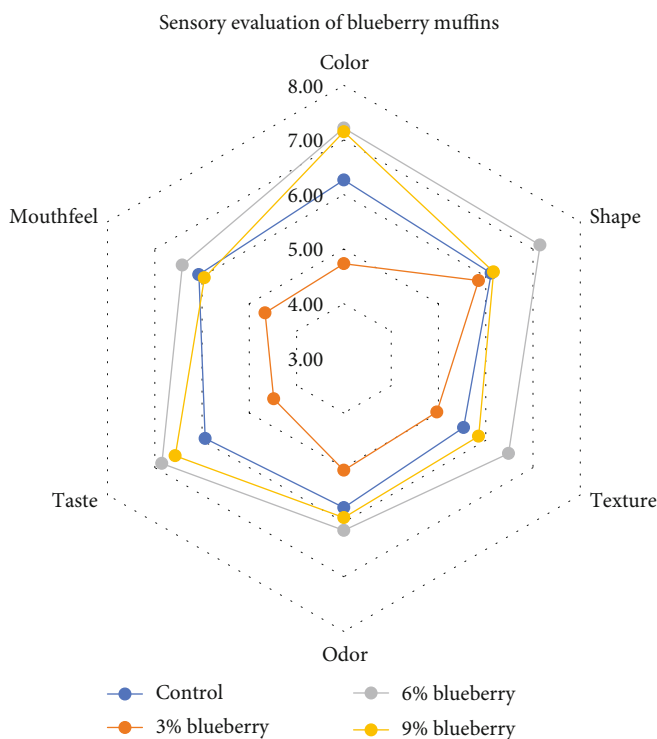 Sensory evaluation of blueberry muffins
Color
8.00
7.00
6.00
Mouthfeel
Shape
5.00
4.00
3.00
Taste
Texture
Odor
Control
6% blueberry
3% blueberry
9% blueberry